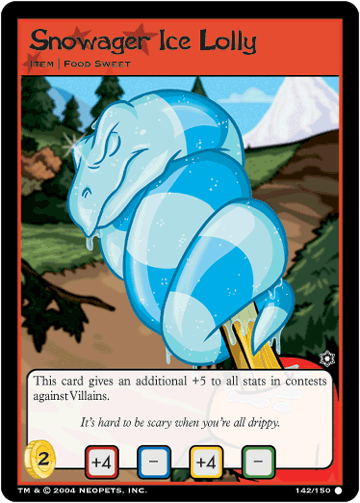 Snowager Ice Lolly
Item | Food Sweet
This card gives an additional +5 to all stats in contests
against Villains.
It's hard to be scary when you're all drippy.
2
+4
–
+4
–
TM & © 2004 NEOPETS, INC.
142/150